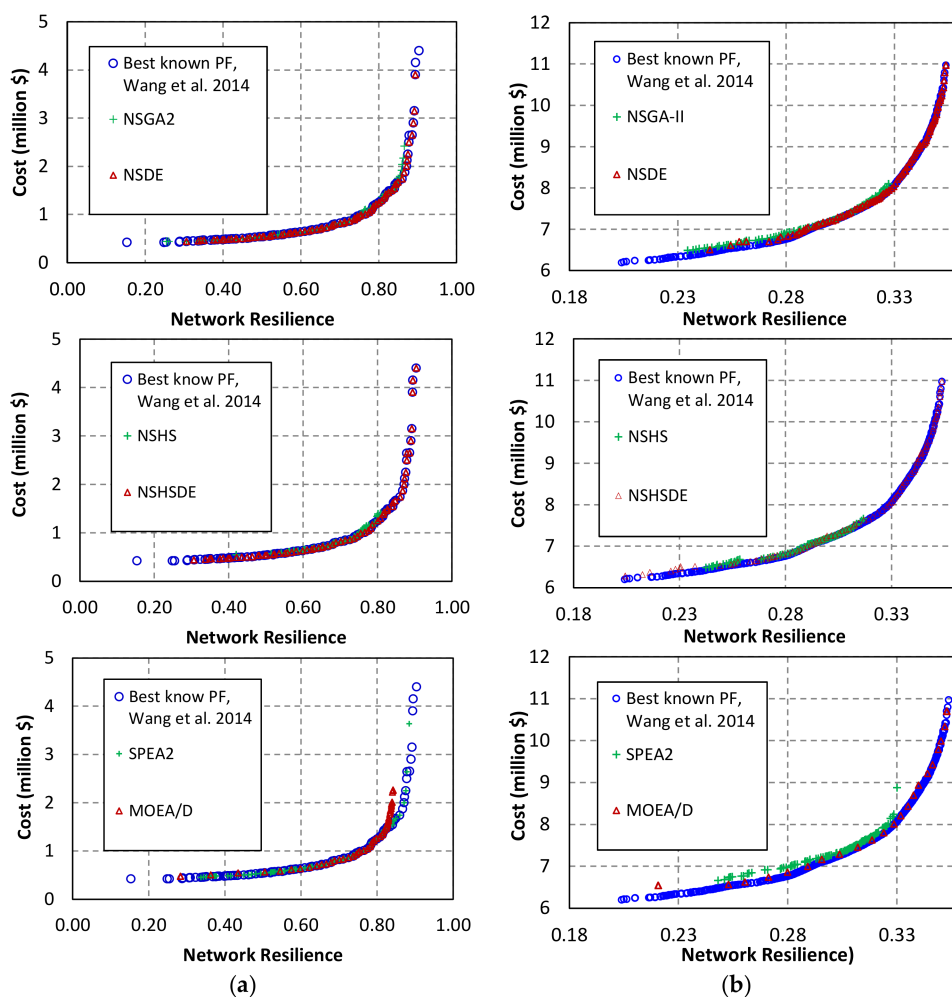 5
4
3
2
1
0
Cost (million $)
Best known PF,
Wang et al. 2014
NSGA2
NSDE
0.00
0.20
0.40
0.60
0.80
1.00
Network Resilience
12
11
10
9
8
7
6
Cost (million $)
Best known PF,
Wang et al. 2014
NSGA-II
NSDE
0.18
0.23
0.28
0.33
Network Resilience
5
4
3
2
1
0
Cost (million $)
Best know PF,
Wang et al. 2014
NSHS
NSHSDE
0.00
0.20
0.40
0.60
0.80
1.00
Network Resilience
12
11
10
9
8
7
6
Cost (million $)
Best known PF,
Wang et al. 2014
NSHS
NSHSDE
0.18
0.23
0.28
0.33
Network Resilience
5
4
3
2
1
0
Cost (million $)
Best know PF,
Wang et al. 2014
SPEA2
MOEA/D
0.00
0.20
0.40
0.60
0.80
1.00
Network Resilience
12
11
10
9
8
7
6
Cost (million $)
Best known PF,
Wang et al. 2014
SPEA2
MOEA/D
0.18
0.23
0.28
0.33
Network Resilience)
(a)
(b)